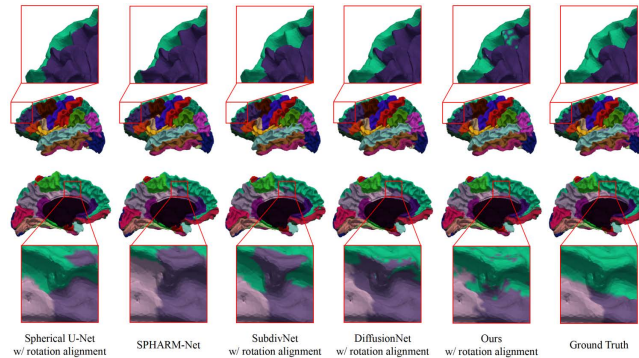 Spherical U-Net
w/ rotation alignment
SPHARM-Net
SubdivNet
w/ rotation alignment
DiffusionNet
w/ rotation alignment
Ours
w/ rotation alignment
Ground Truth